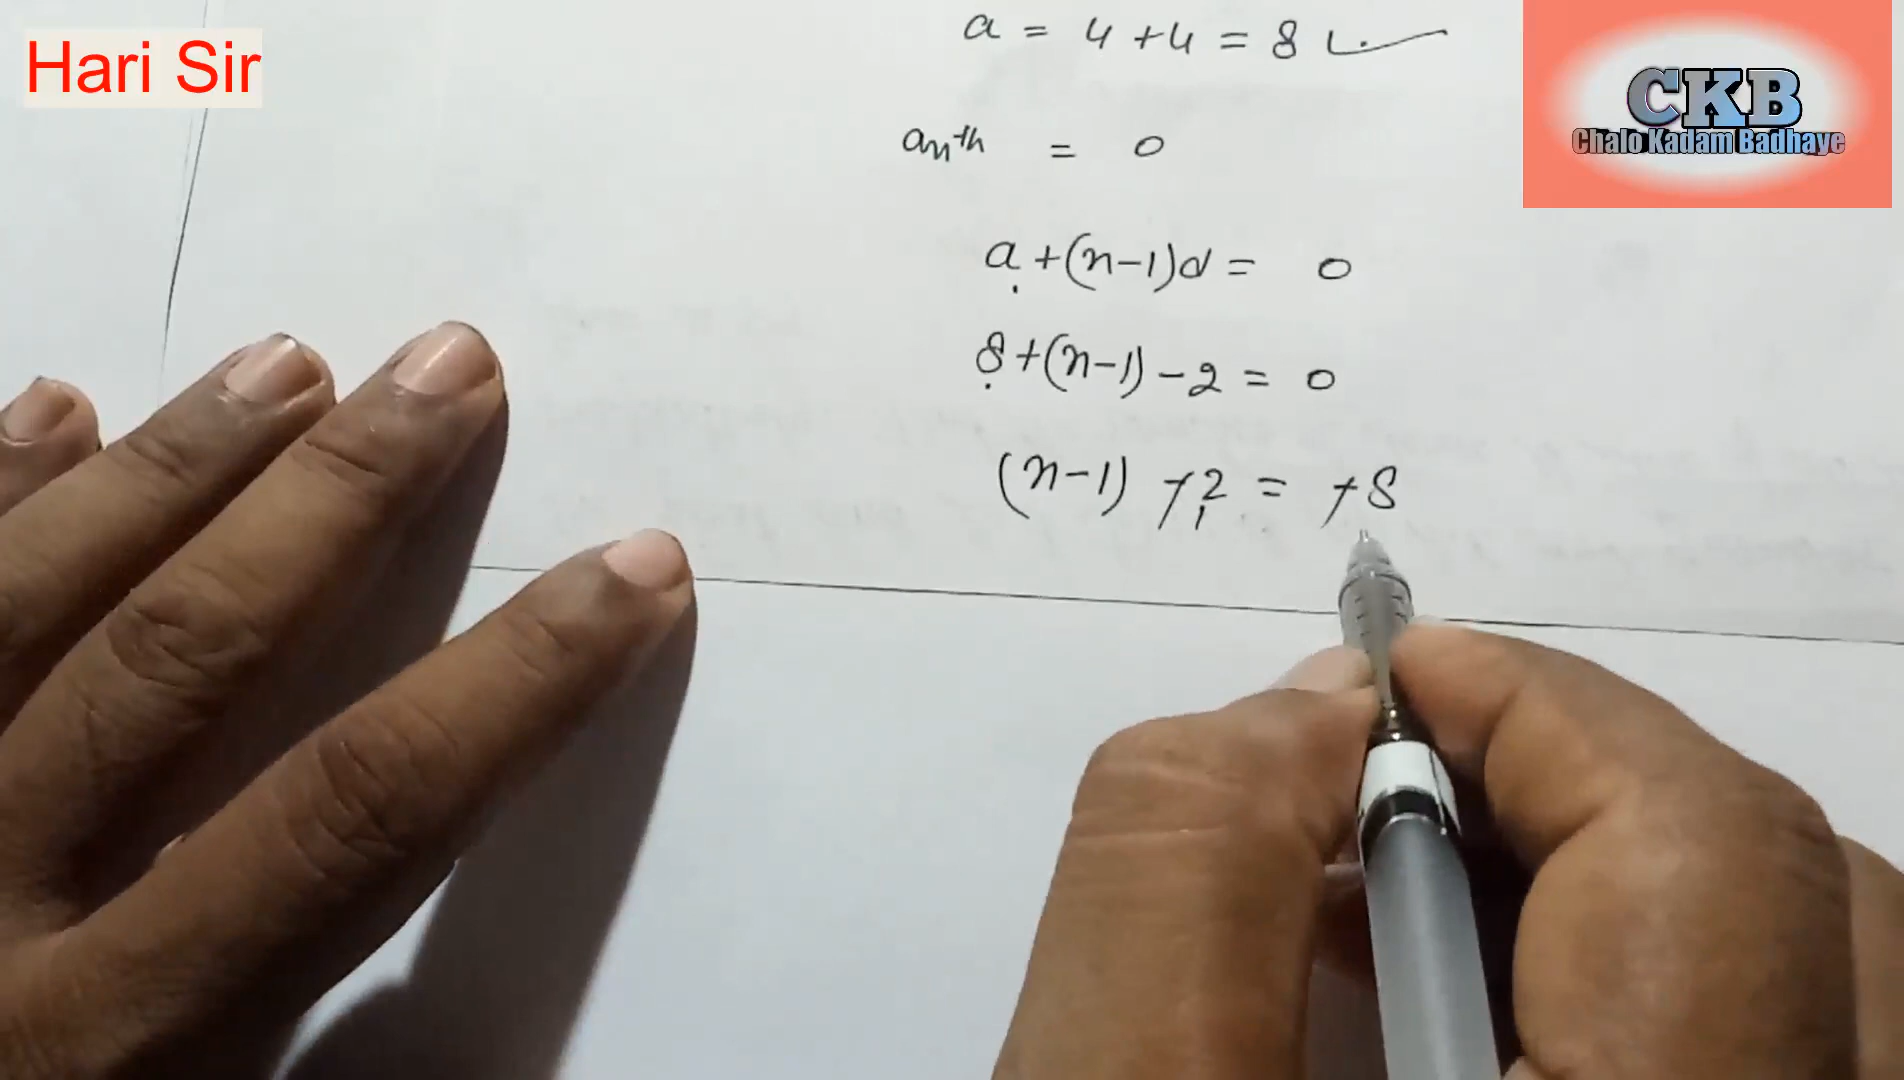 Hari Sir
CKB
Chalo Kadam Badhaye
a = 4 + 4 = 8
anth = 0
a + (n-1)d = 0
8 + (n-1) - 2 = 0
(n-1) -2 = -8